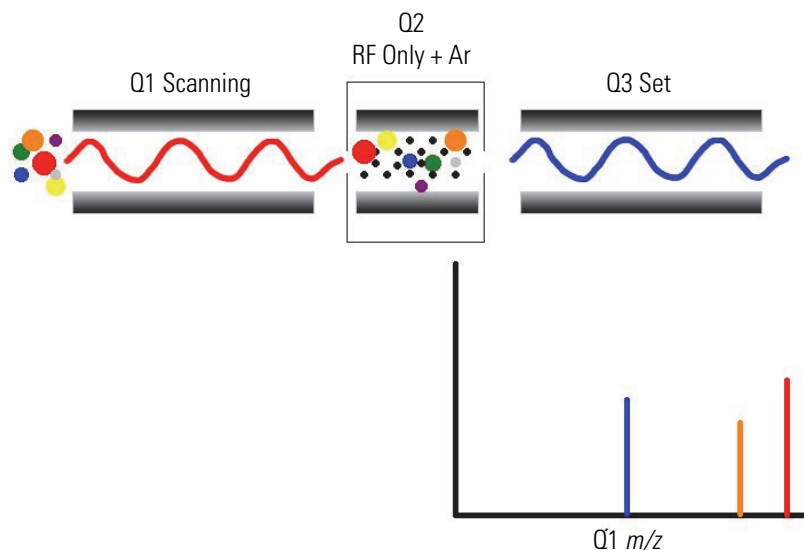 Q2
RF Only + Ar
Q1 Scanning
Q3 Set
Q1 m/z